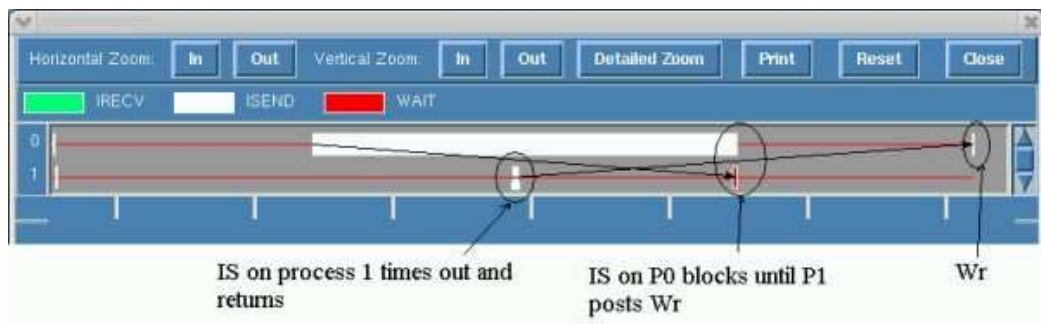 Horizontal Zoom: In Out Vertical Zoom: In Out Detailed Zoom Print Reset Close
IRECV ISEND WAIT
0
1
IS on process 1 times out and
returns
IS on P0 blocks until P1
posts Wr
Wr